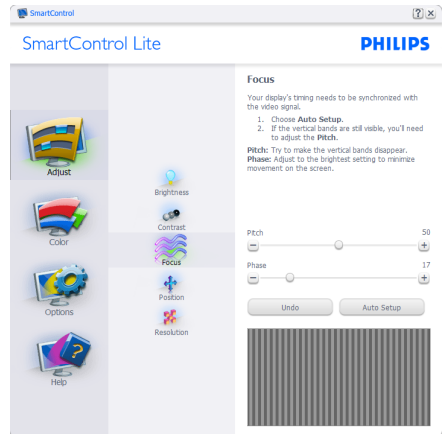 SmartControl
SmartControl Lite
PHILIPS
Adjust
Color
Options
Help
Brightness
Contrast
Focus
Position
Resolution
Focus
Your display's timing needs to be synchronized with
the video signal.
1. Choose Auto Setup.
2. If the vertical bands are still visible, you'll need
to adjust the Pitch.
Pitch: Try to make the vertical bands disappear.
Phase: Adjust to the brightest setting to minimize
movement on the screen.
Pitch 50
Phase 17
Undo Auto Setup